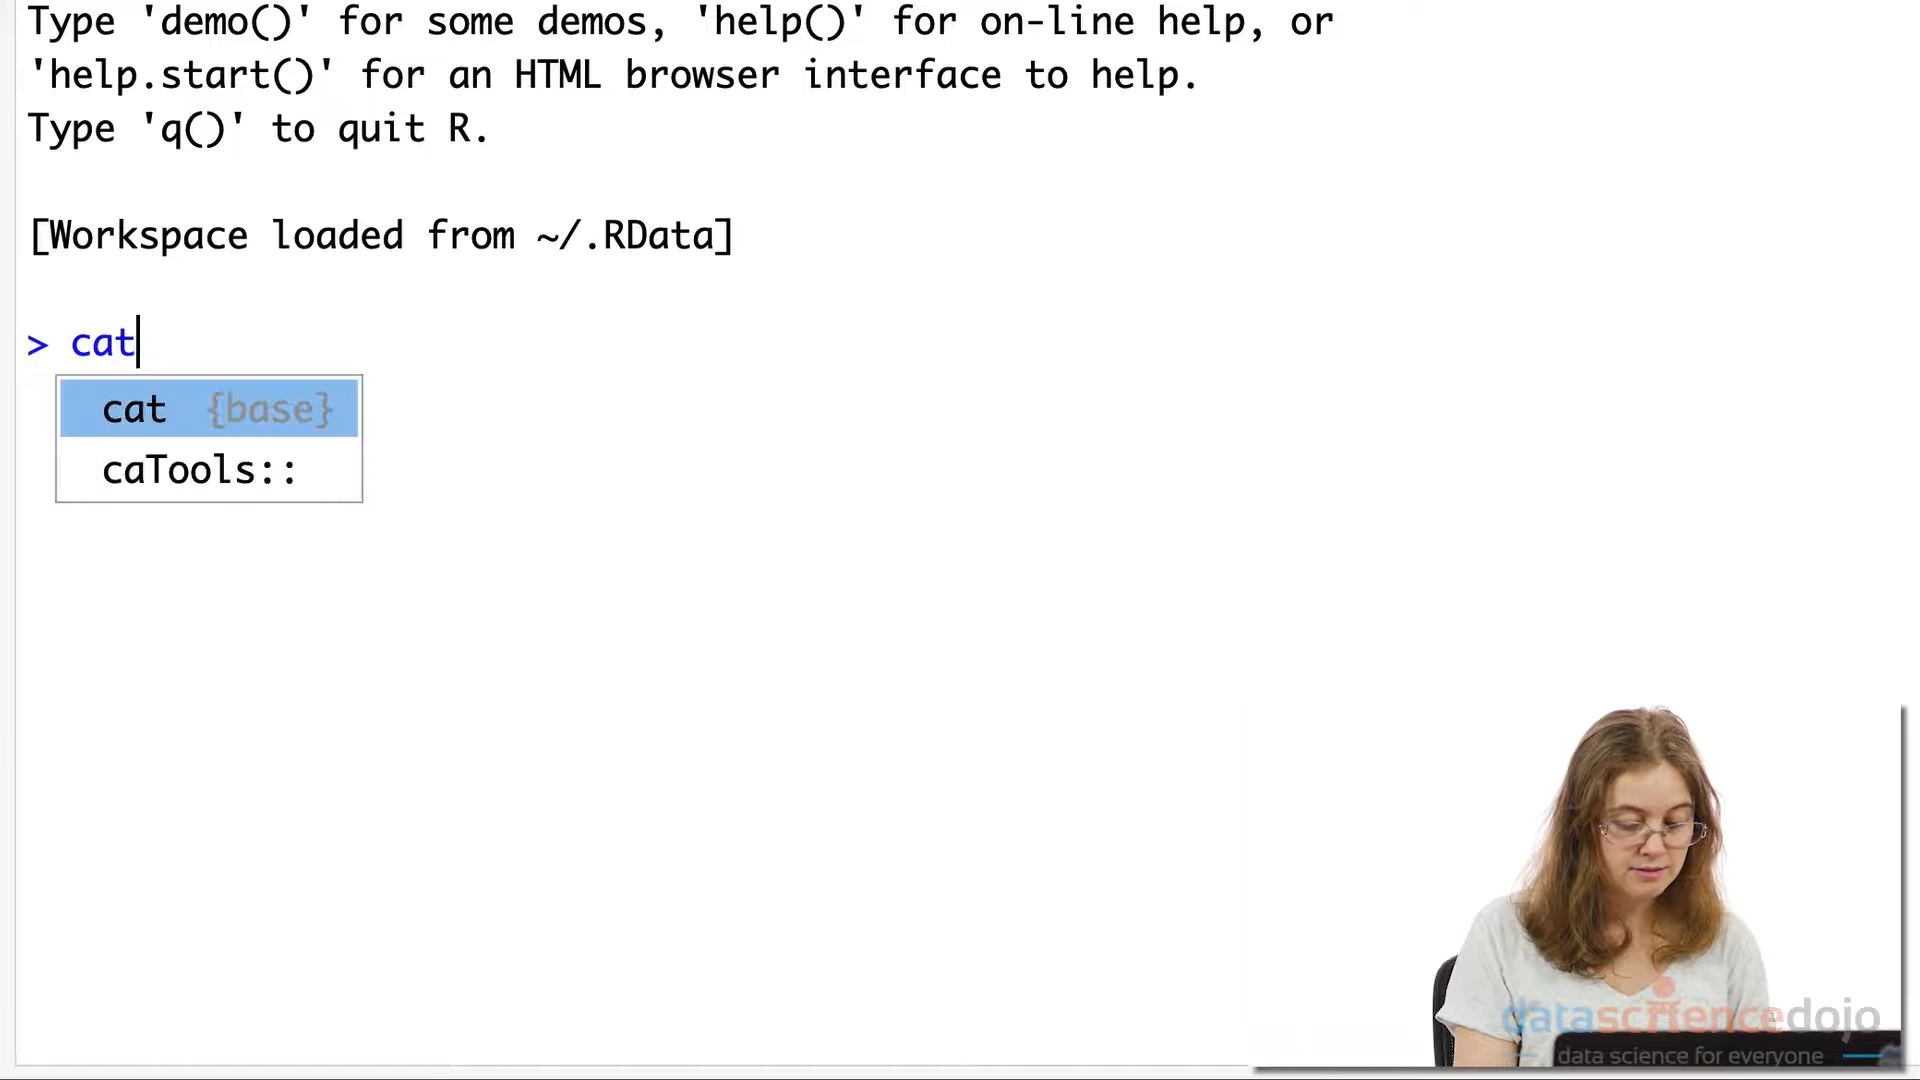 Type 'demo()' for some demos, 'help()' for on-line help, or
'help.start()' for an HTML browser interface to help.
Type 'q()' to quit R.
[Workspace loaded from ~/.RData]
> cat
cat {base}
caTools::
datasciencedojo
data science for everyone